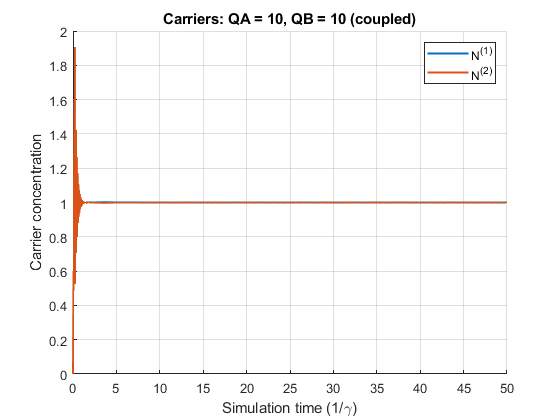 Carriers: QA = 10, QB = 10 (coupled)
2
1.8
1.6
1.4
1.2
1
0.8
0.6
0.4
0.2
0
Carrier concentration
N(1)
N(2)
0 5 10 15 20 25 30 35 40 45 50
Simulation time (1/γ)